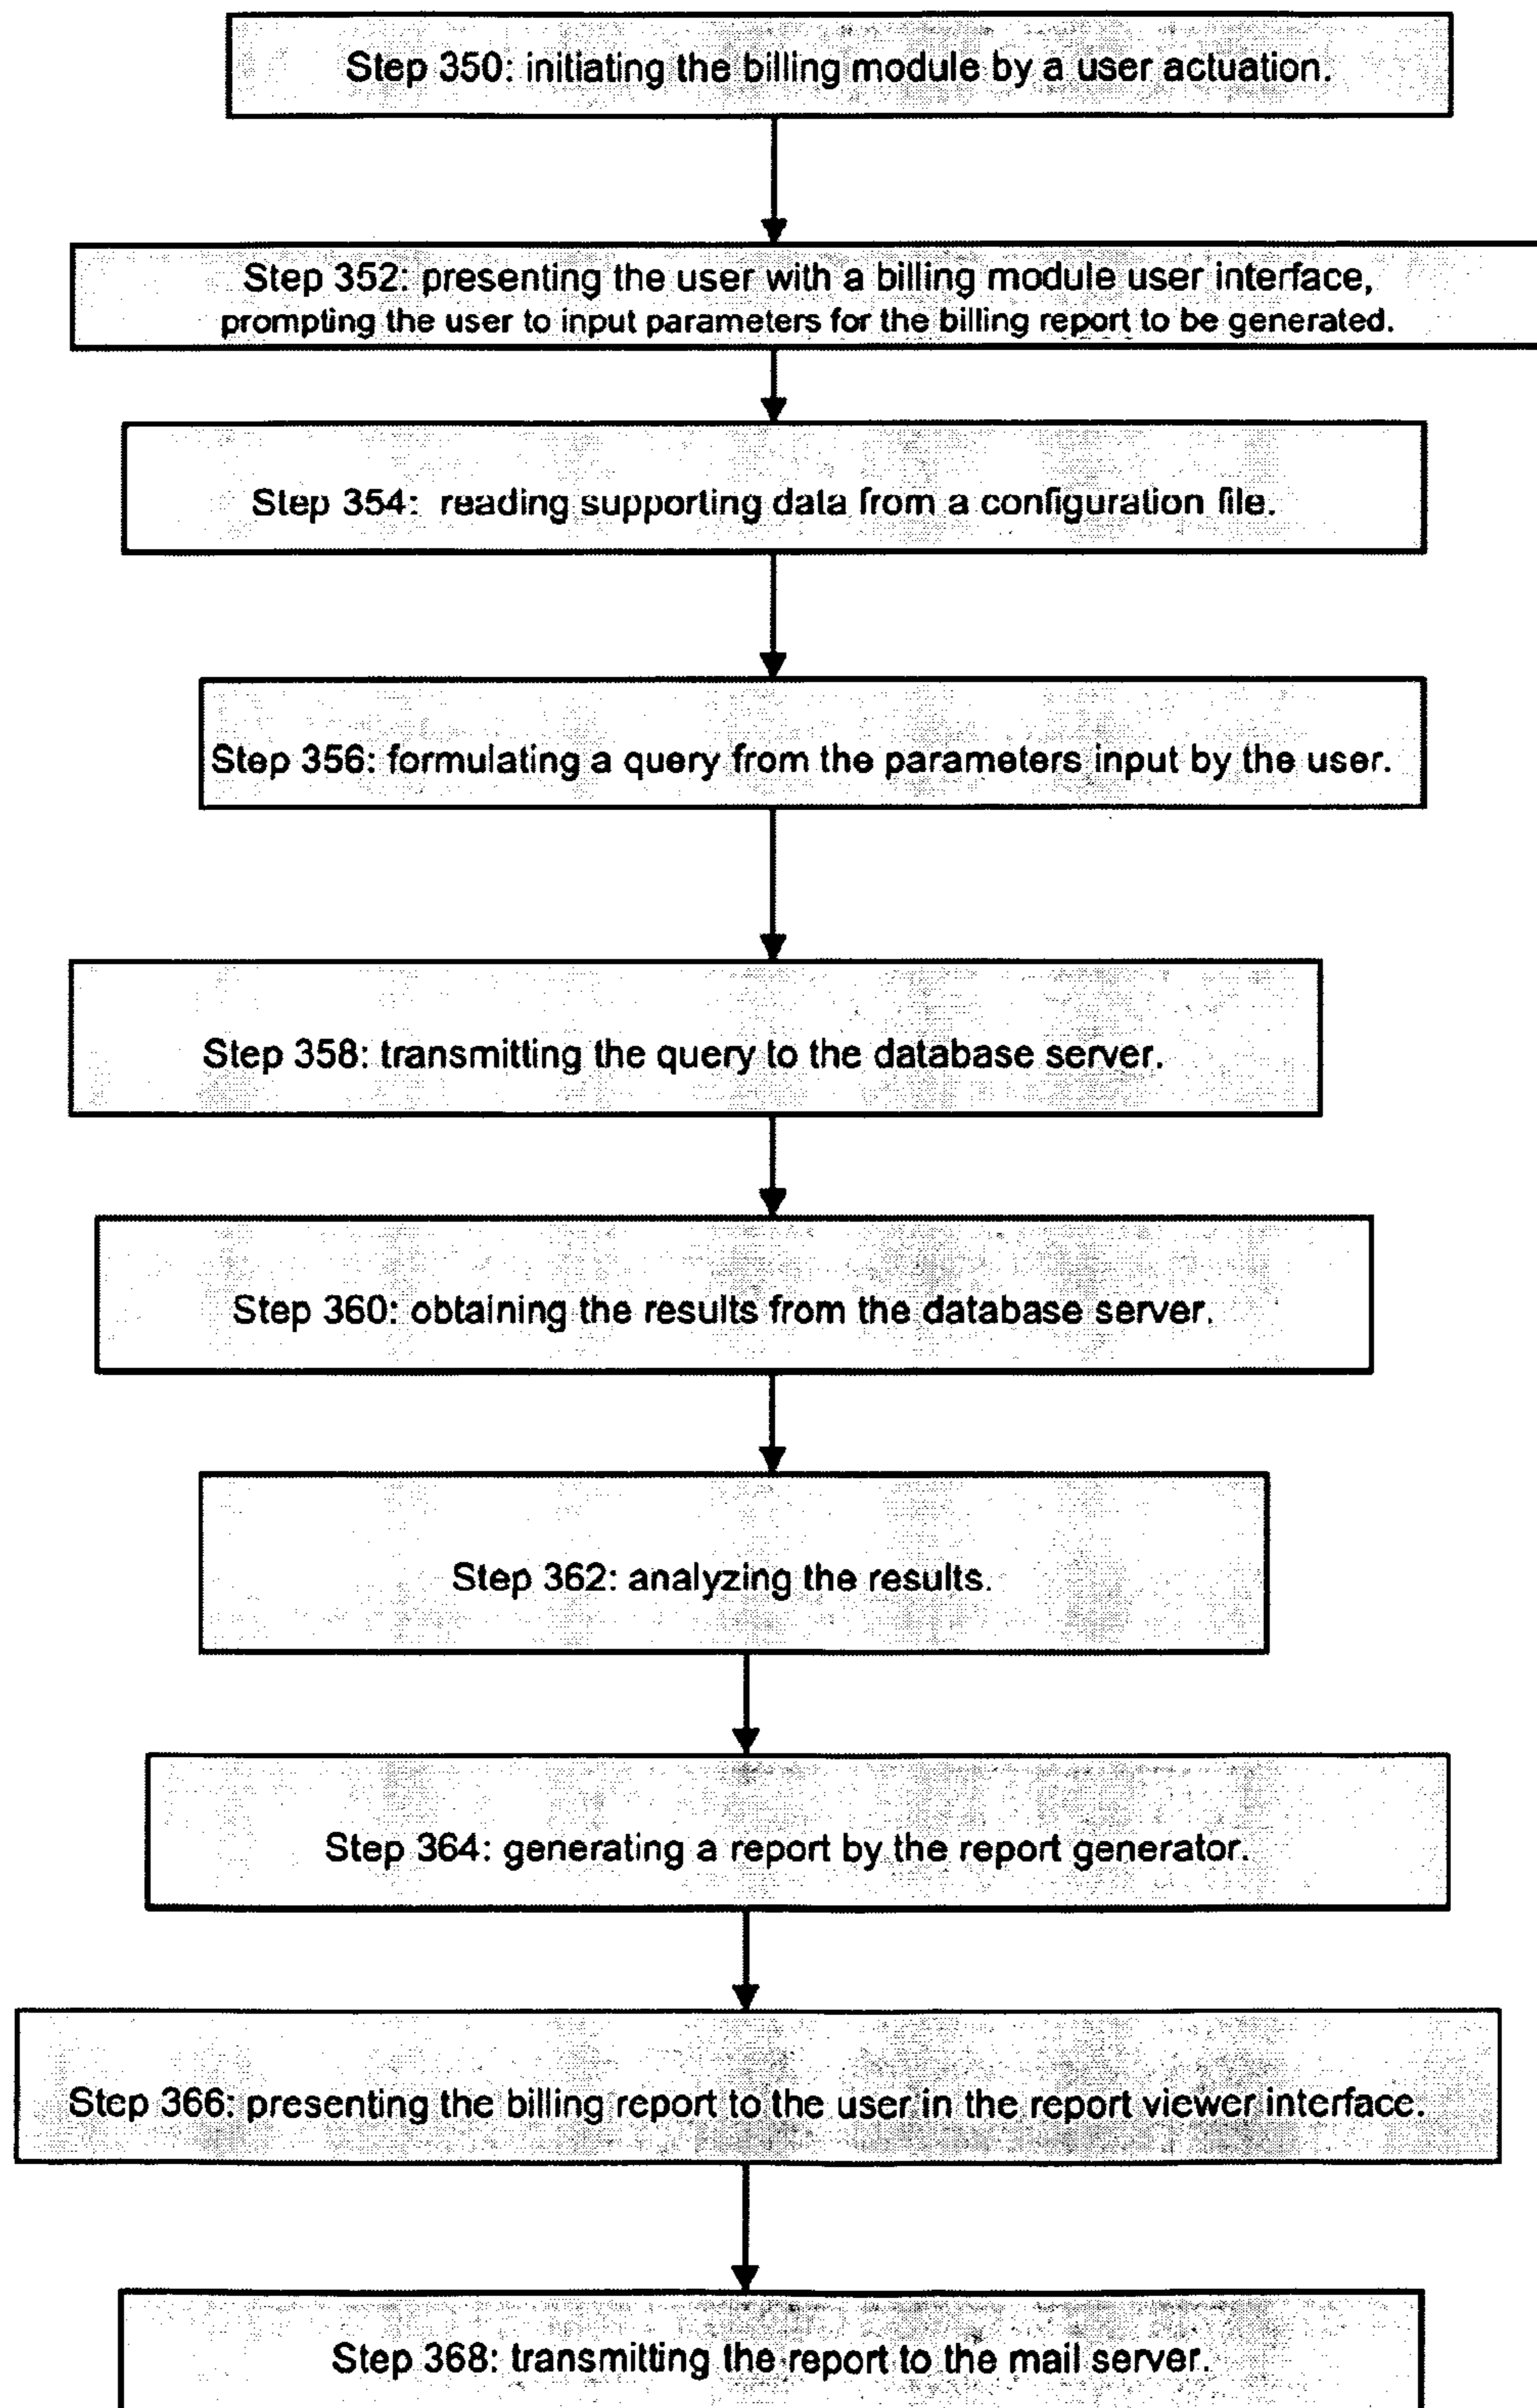 Step 350: initiating the billing module by a user actuation.
Step 352: presenting the user with a billing module user interface,
prompting the user to input parameters for the billing report to be generated.
Step 354: reading supporting data from a configuration file.
Step 356: formulating a query from the parameters input by the user.
Step 358: transmitting the query to the database server.
Step 360: obtaining the results from the database server.
Step 362: analyzing the results.
Step 364: generating a report by the report generator.
Step 366: presenting the billing report to the user in the report viewer interface.
Step 368: transmitting the report to the mail server.